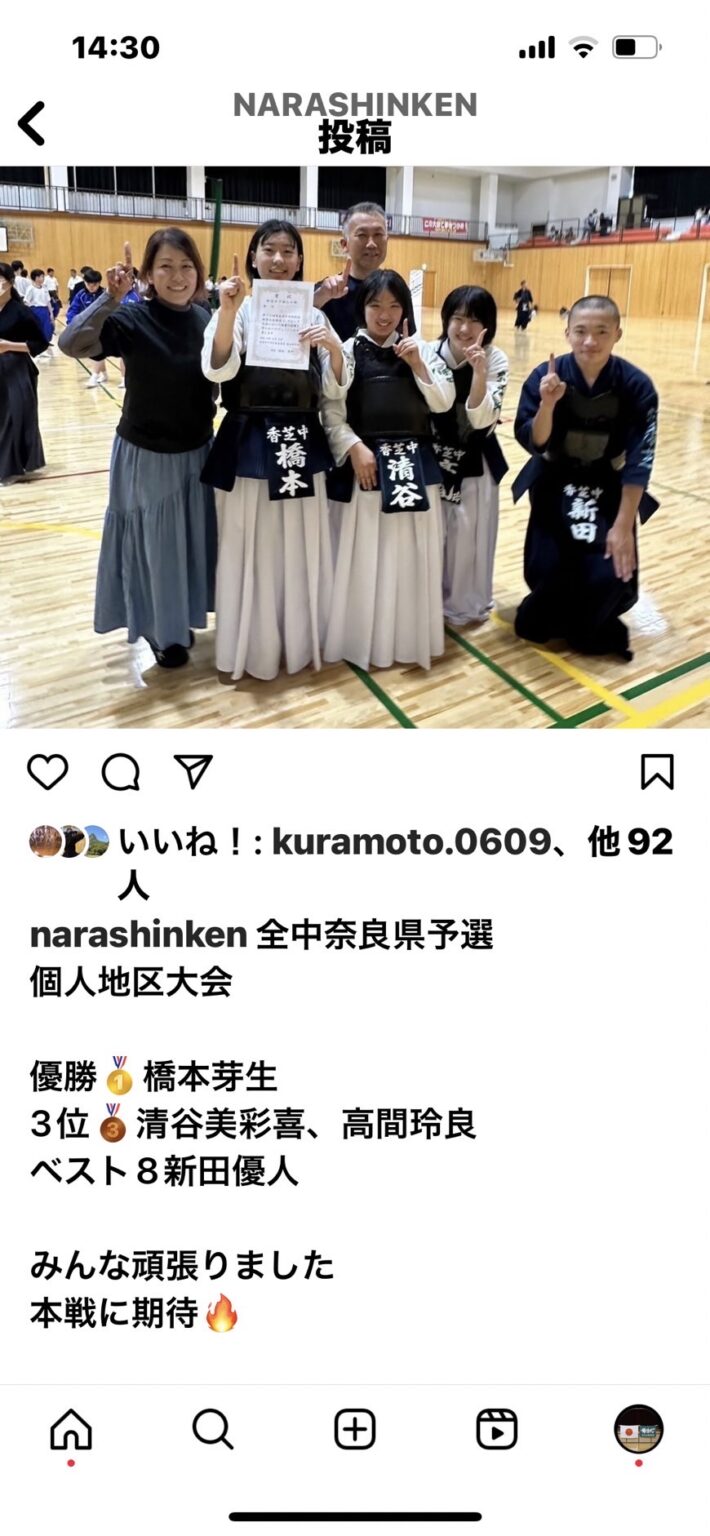 14:30
NARASHINKEN
投稿
香芝中
橋本
香芝中
清谷
香芝中
新田
いいね！: kuramoto.0609、他92
人
narashinken 全中奈良県予選
個人地区大会
優勝🥇橋本芽生
3位🥉清谷美彩喜、高間玲良
ベスト８新田優人
みんな頑張りました
本戦に期待🔥